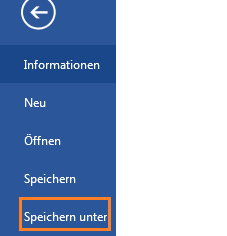 Informationen
Neu
Öffnen
Speichern
Speichern unter